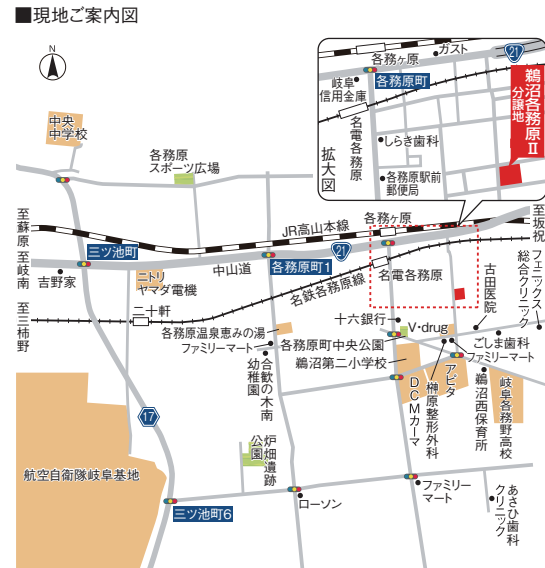 ■現地ご案内図
N
中央
中学校
各務原
スポーツ広場
各務ヶ原
ガスト
21
岐阜
信用金庫
各務原町
名電各務原
しらき歯科
各務原駅前
郵便局
拡大図
鵜沼各務原Ⅱ
分譲地
至蘇原
至岐南
至三柿野
三ツ池町
吉野家
ニトリ
ヤマダ電機
二十軒
中山道
JR高山本線
各務ヶ原
21
各務原町1
名鉄各務原線
名電各務原
至坂祝
フェニックス
総合クリニック
古田医院
各務原温泉恵みの湯
ファミリーマート
合歓の木南
幼稚園
十六銀行
V・drug
各務原町中央公園
鵜沼第二小学校
DCMカーマ
榊原整形外科
アピタ
ごしま歯科
ファミリーマート
鵜沼西保育所
岐阜各務野高校
17
航空自衛隊岐阜基地
炉畑遺跡
公園
三ツ池町6
ローソン
ファミリー
マート
あさひ歯科
クリニック